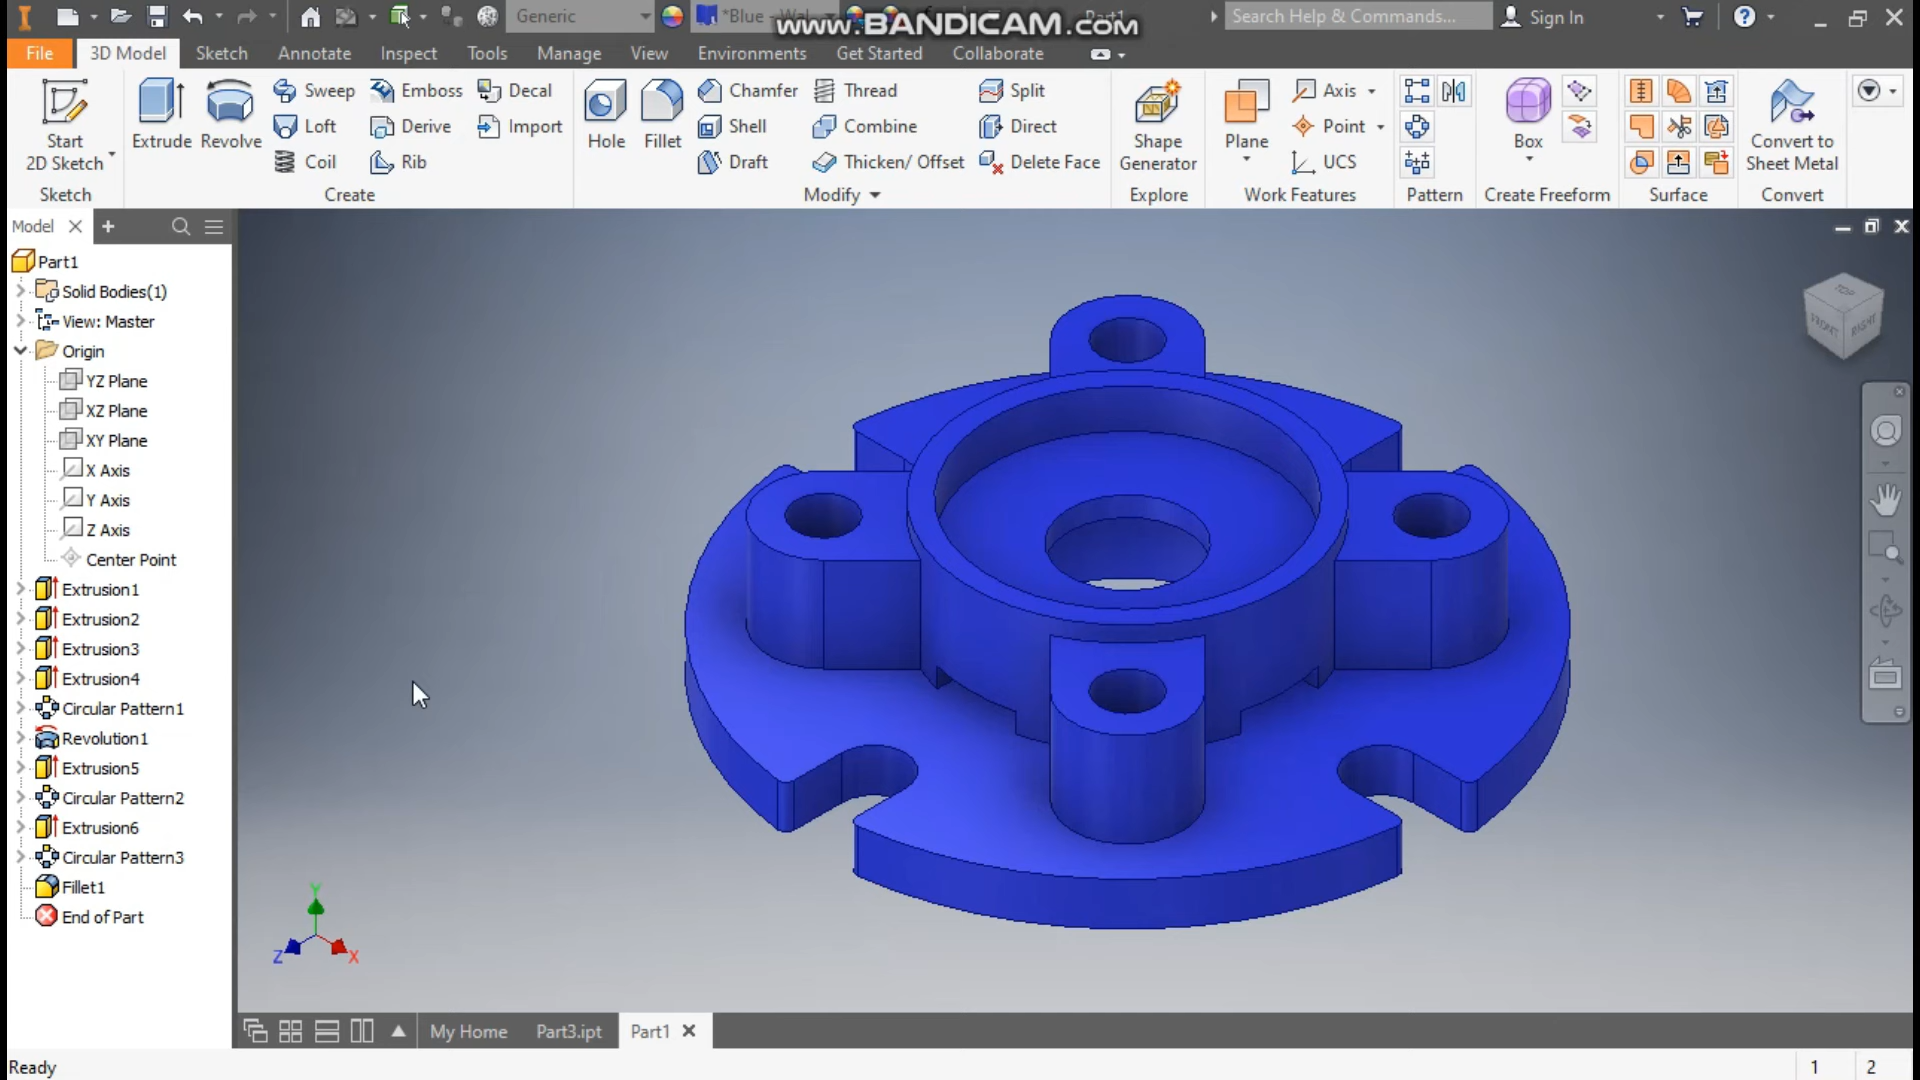 Generic
*Blue - Wal
www.BANDICAM.com
Part1
Search Help & Commands...
Sign In
File
3D Model
Sketch
Annotate
Inspect
Tools
Manage
View
Environments
Get Started
Collaborate
Start
2D Sketch
Sketch
Extrude
Revolve
Sweep
Loft
Coil
Emboss
Derive
Rib
Decal
Import
Create
Hole
Fillet
Chamfer
Shell
Draft
Thread
Combine
Thicken/ Offset
Split
Direct
Delete Face
Modify
Shape
Generator
Explore
Plane
Axis
Point
UCS
Work Features
Pattern
Box
Create Freeform
Surface
Convert to
Sheet Metal
Convert
Model
Part1
Solid Bodies(1)
View: Master
Origin
YZ Plane
XZ Plane
XY Plane
X Axis
Y Axis
Z Axis
Center Point
Extrusion1
Extrusion2
Extrusion3
Extrusion4
Circular Pattern1
Revolution1
Extrusion5
Circular Pattern2
Extrusion6
Circular Pattern3
Fillet1
End of Part
TOP
FRONT
RIGHT
Y
Z
X
My Home
Part3.ipt
Part1
Ready
1
2